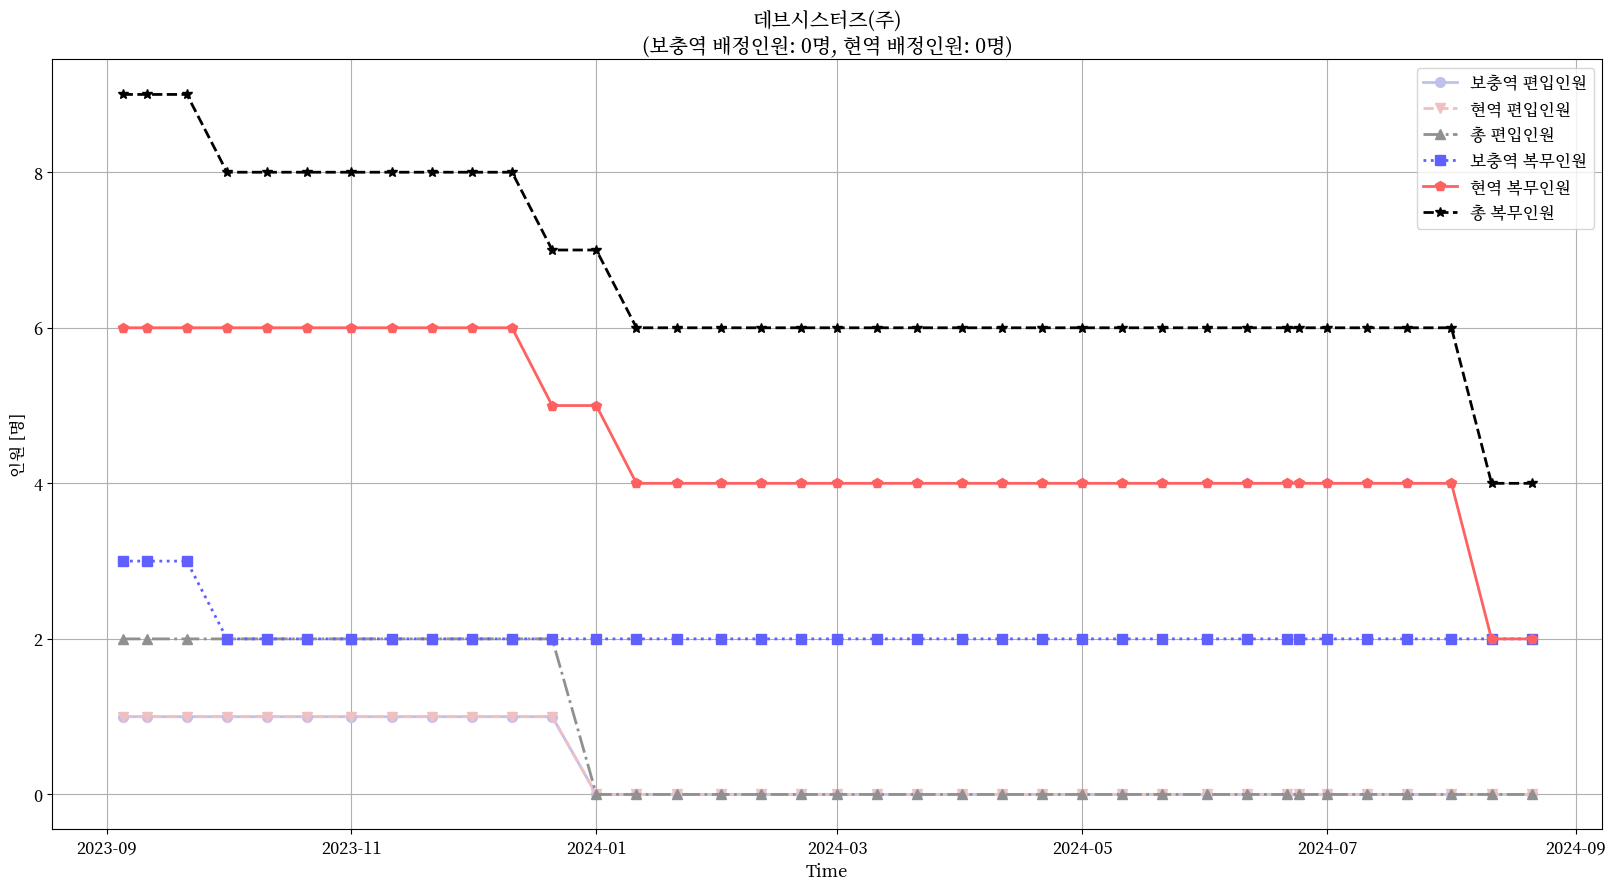 데브시스터즈(주)
(보충역 배정인원: 0명, 현역 배정인원: 0명)
보충역 편입인원
현역 편입인원
총 편입인원
보충역 복무인원
현역 복무인원
총 복무인원
인원 [명]
8
6
4
2
0
2023-09
2023-11
2024-01
2024-03
2024-05
2024-07
2024-09
Time